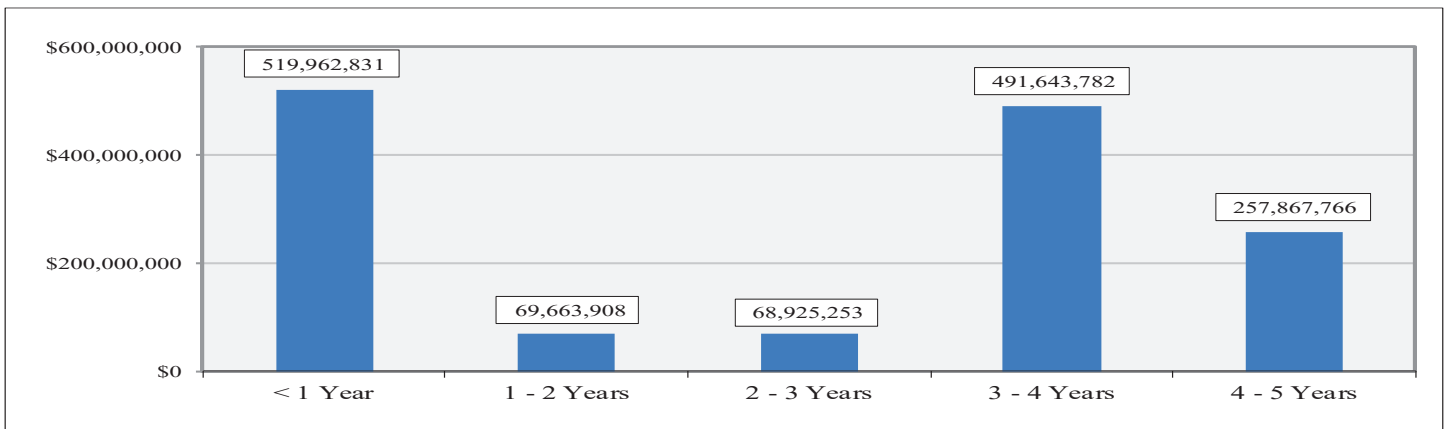 $600,000,000
519,962,831
491,643,782
$400,000,000
257,867,766
$200,000,000
69,663,908
68,925,253
$0
< 1 Year
1 - 2 Years
2 - 3 Years
3 - 4 Years
4 - 5 Years